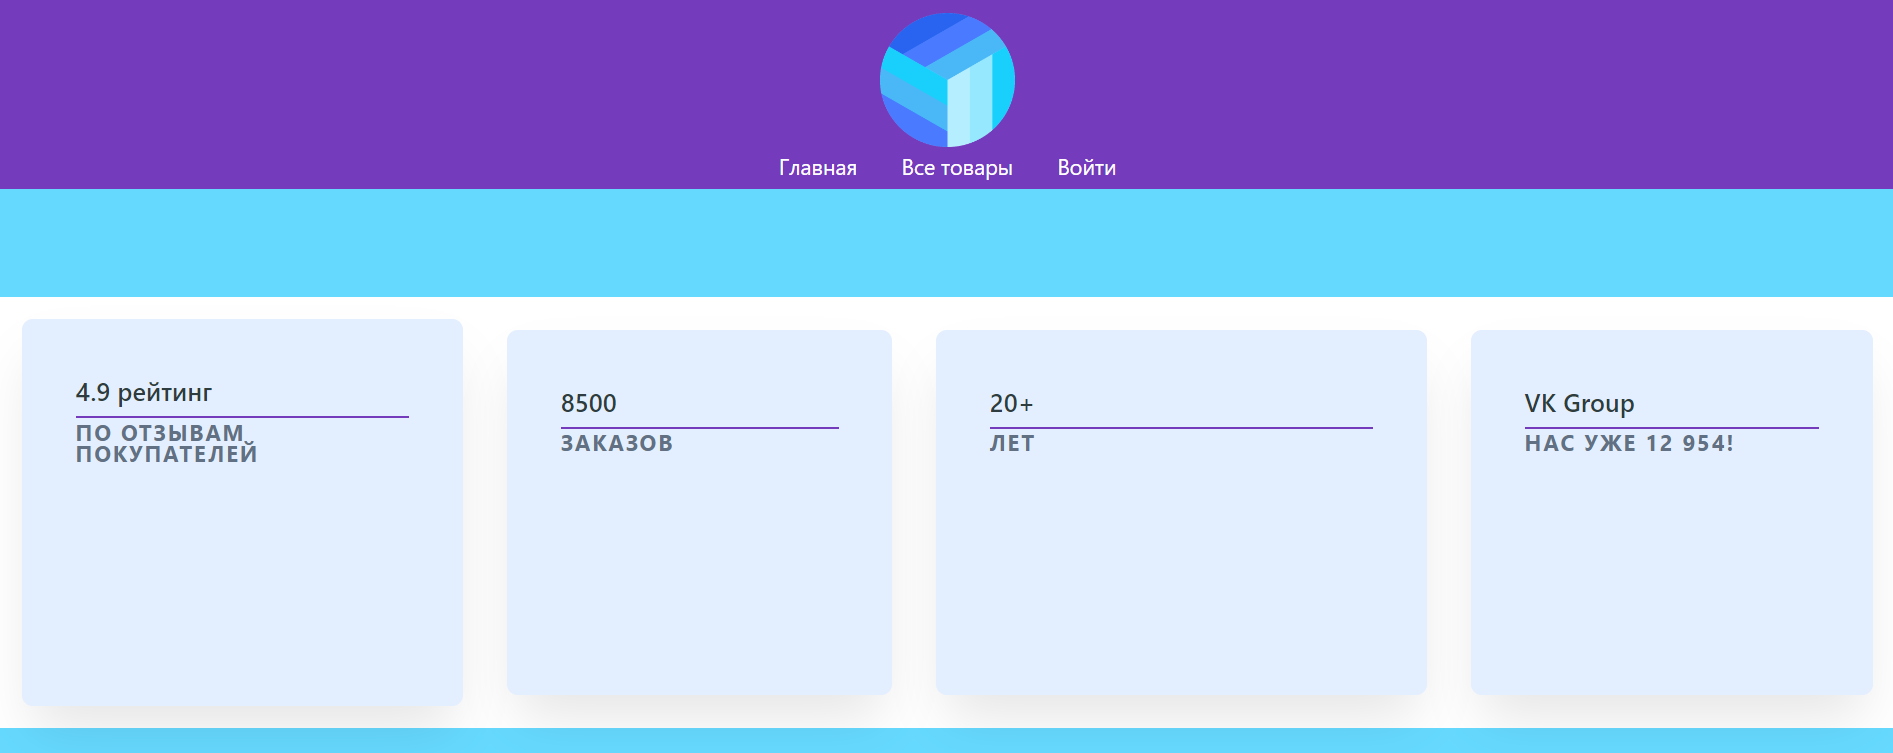 Главная Все товары Войти
4.9 рейтинг
ПО ОТЗЫВАМ
ПОКУПАТЕЛЕЙ
8500
ЗАКАЗОВ
20+
ЛЕТ
VK Group
НАС УЖЕ 12 954!